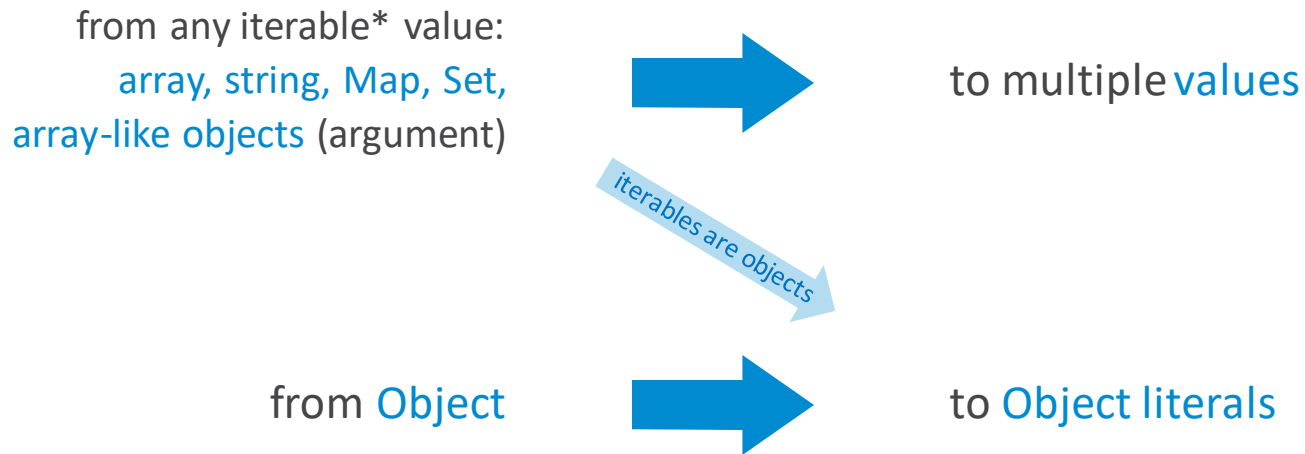 from any iterable* value:
array, string, Map, Set,
array-like objects (argument)
to multiple values
iterables are objects
from Object
to Object literals